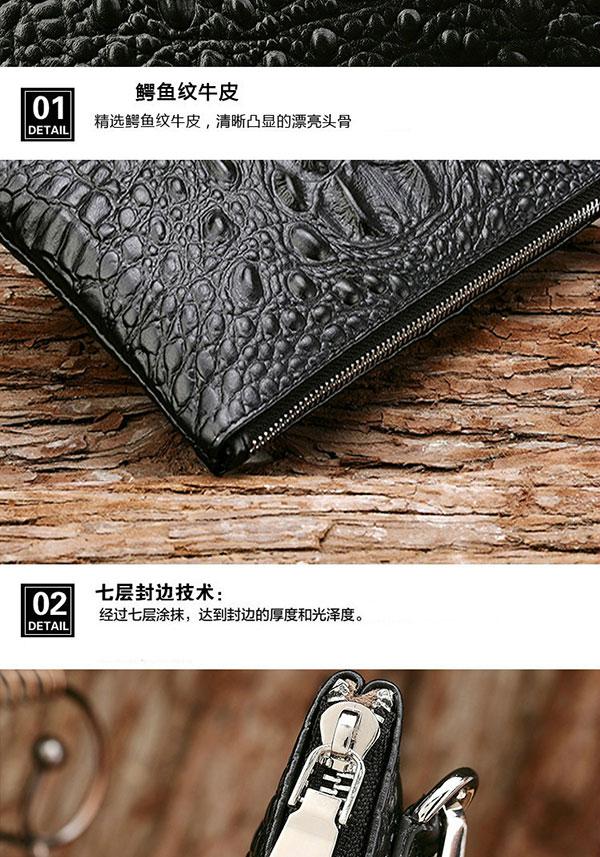 01
DETAIL
鳄鱼纹牛皮
精选鳄鱼纹牛皮，清晰凸显的漂亮头骨
02
DETAIL
七层封边技术：
经过七层涂抹，达到封边的厚度和光泽度。